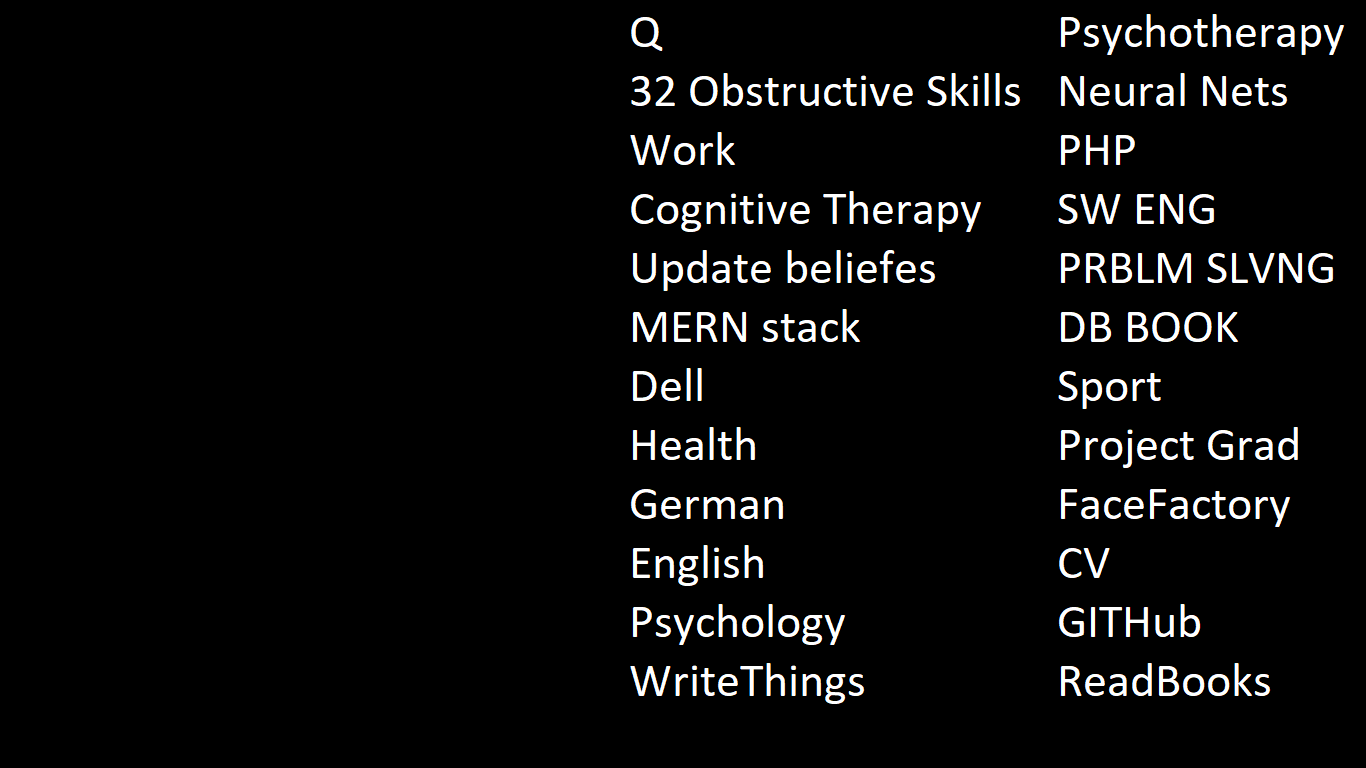 Q
32 Obstructive Skills
Work
Cognitive Therapy
Update beliefes
MERN stack
Dell
Health
German
English
Psychology
WriteThings
Psychotherapy
Neural Nets
PHP
SW ENG
PRBLM SLVNG
DB BOOK
Sport
Project Grad
FaceFactory
CV
GITHub
ReadBooks